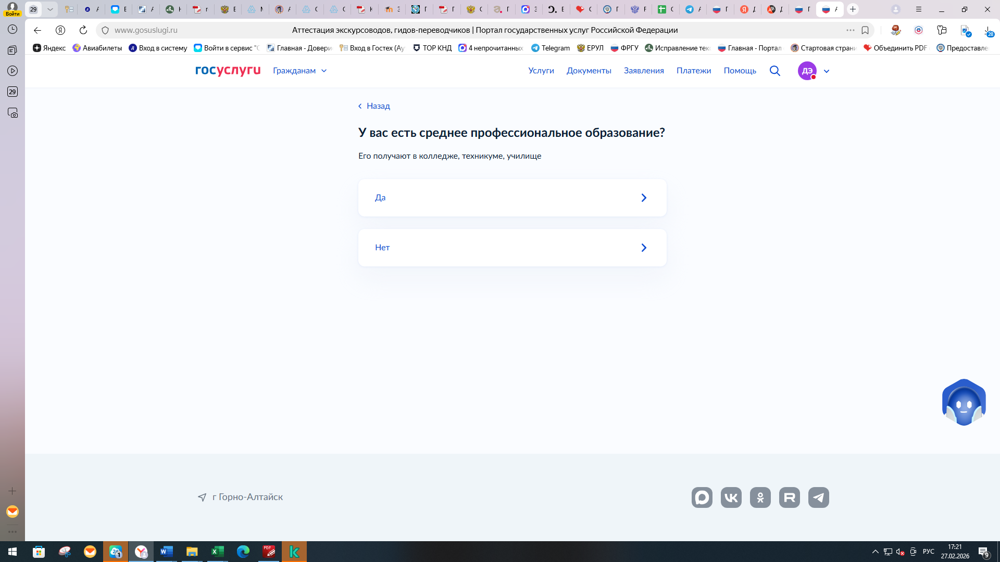 Войти
29
www.gosuslugi.ru
Аттестация экскурсоводов, гидов-переводчиков | Портал государственных услуг Российской Федерации
28
Яндекс
Авиабилеты
Вход в систему
Войти в сервис "С
Главная - Довери
Вход в Гостех (Ау
ТОР КНД
4 непрочитанных
Telegram
ЕРУЛ
ФРГУ
Исправление тек
Главная - Портал
Стартовая страни
Объединить PDF
Предоставле
29
госуслуги
Гражданам
Услуги
Документы
Заявления
Платежи
Помощь
ДЭ
Назад
У вас есть среднее профессиональное образование?
Его получают в колледже, техникуме, училище
Да
Нет
г Горно-Алтайск
РУС
17:21
27.02.2026
9